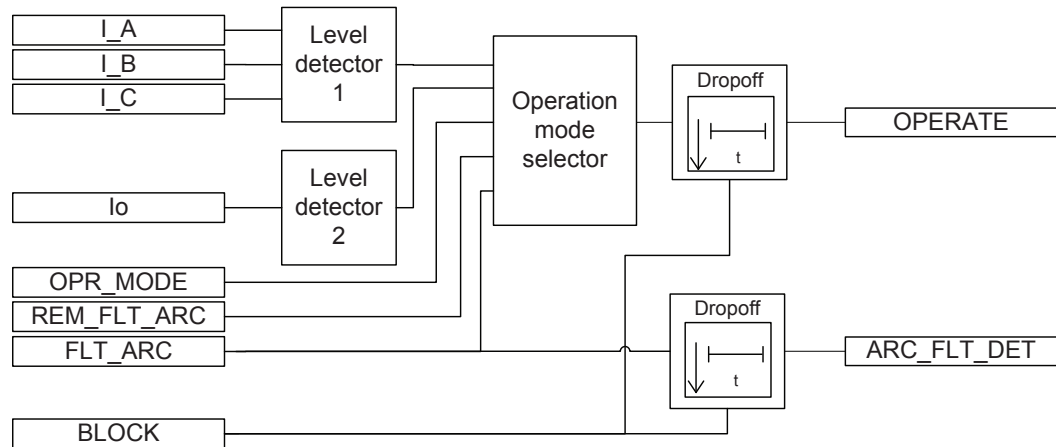 I_A
I_B
I_C
Level
detector
1
Io
Level
detector
2
OPR_MODE
REM_FLT_ARC
FLT_ARC
BLOCK
Operation
mode
selector
Dropoff
t
OPERATE
Dropoff
t
ARC_FLT_DET